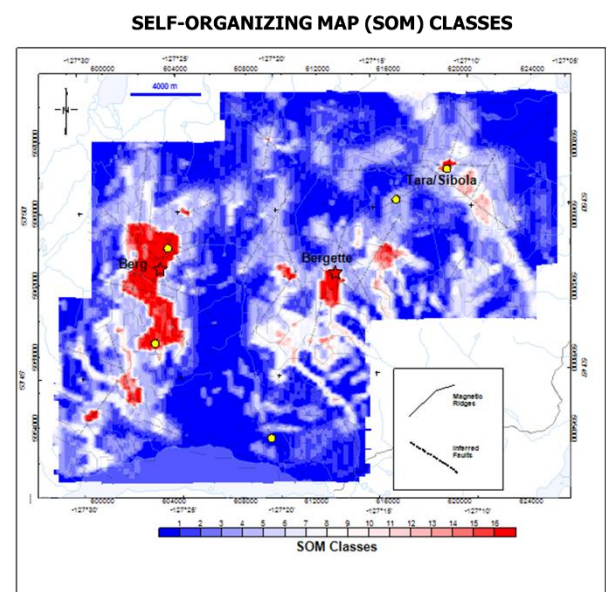 SELF-ORGANIZING MAP (SOM) CLASSES
-127°30' -127°25' -127°20' -127°15' -127°10' -127°05'
600000 604000 608000 612000 616000 620000 624000
4000 m
N
Tara/Sibola
Berg
Bergette
Magnetic
Ridges
Inferred
Faults
600000 604000 608000 612000 616000 620000 624000
-127°30' -127°25' -127°20' -127°15' -127°10'
1 2 3 4 5 6 7 8 9 10 11 12 13 14 15 16
SOM Classes